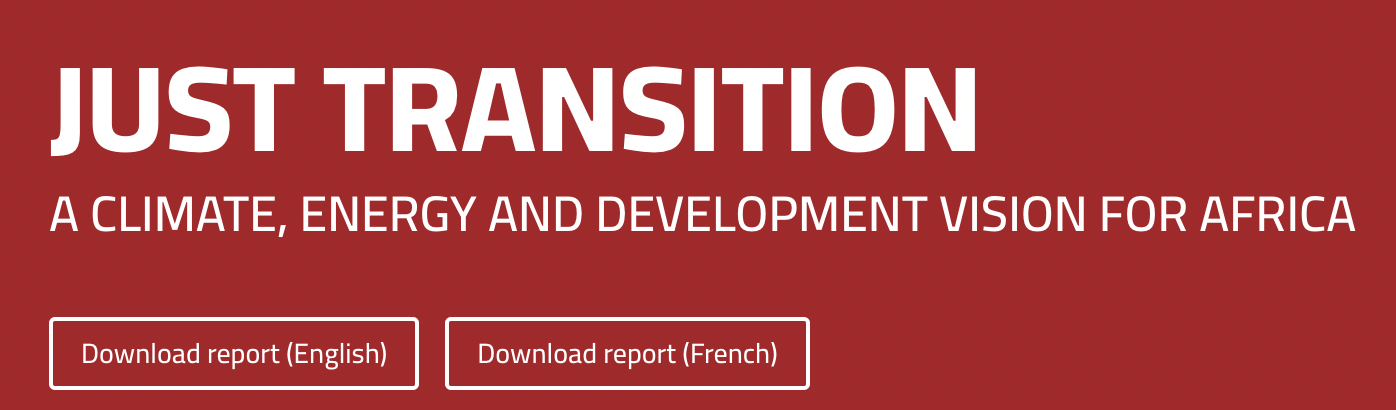 JUST TRANSITION
A CLIMATE, ENERGY AND DEVELOPMENT VISION FOR AFRICA
Download report (English)
Download report (French)